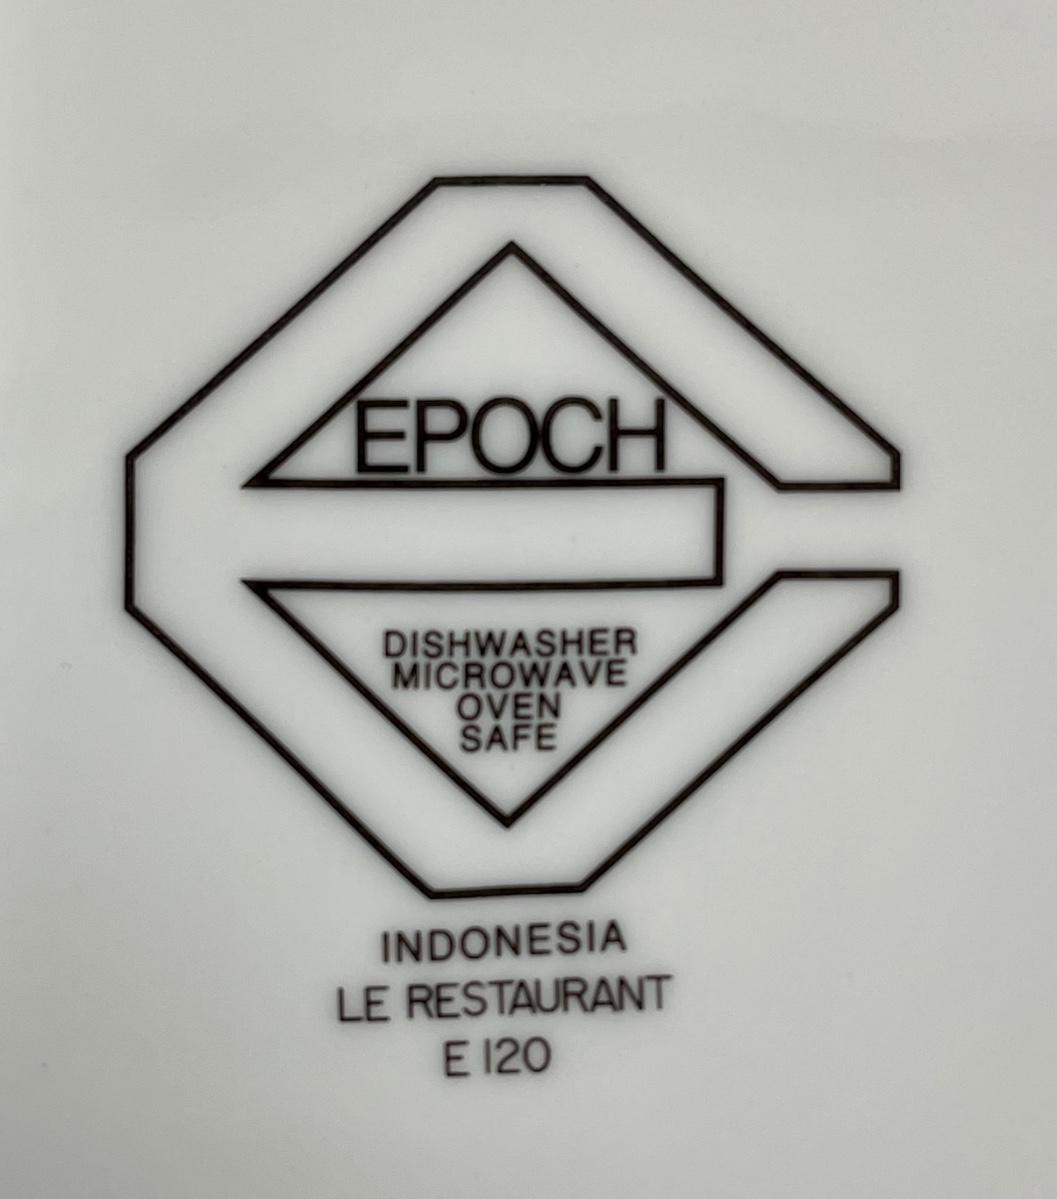 EPOCH
DISHWASHER
MICROWAVE
OVEN
SAFE
INDONESIA
LE RESTAURANT
E 120